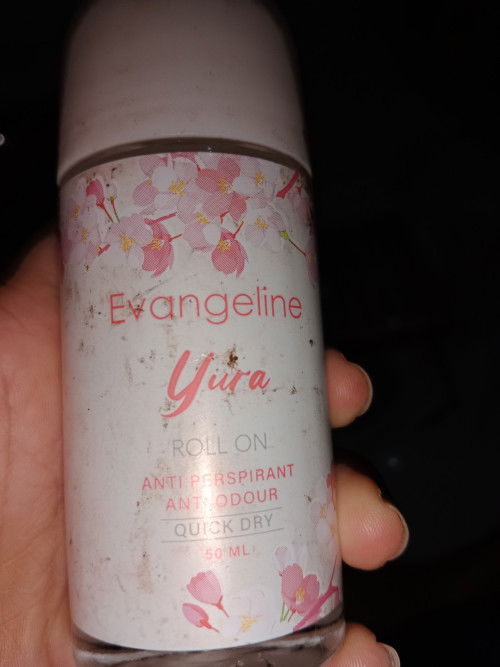 Evangeline
Yura
ROLL ON
ANTI PERSPIRANT
ANTI ODOUR
QUICK DRY
50 ML